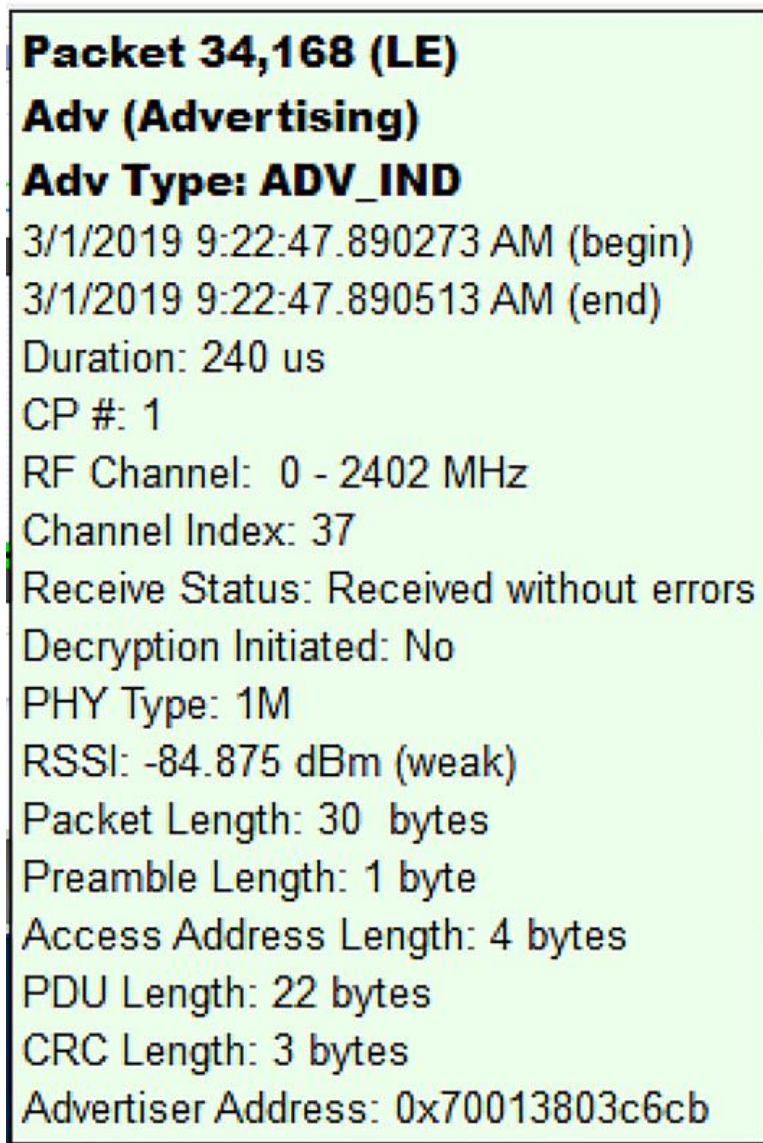 Packet 34,168 (LE)
Adv (Advertising)
Adv Type: ADV_IND
3/1/2019 9:22:47.890273 AM (begin)
3/1/2019 9:22:47.890513 AM (end)
Duration: 240 us
CP #: 1
RF Channel:  0 - 2402 MHz
Channel Index: 37
Receive Status: Received without errors
Decryption Initiated: No
PHY Type: 1M
RSSI: -84.875 dBm (weak)
Packet Length: 30  bytes
Preamble Length: 1 byte
Access Address Length: 4 bytes
PDU Length: 22 bytes
CRC Length: 3 bytes
Advertiser Address: 0x70013803c6cb